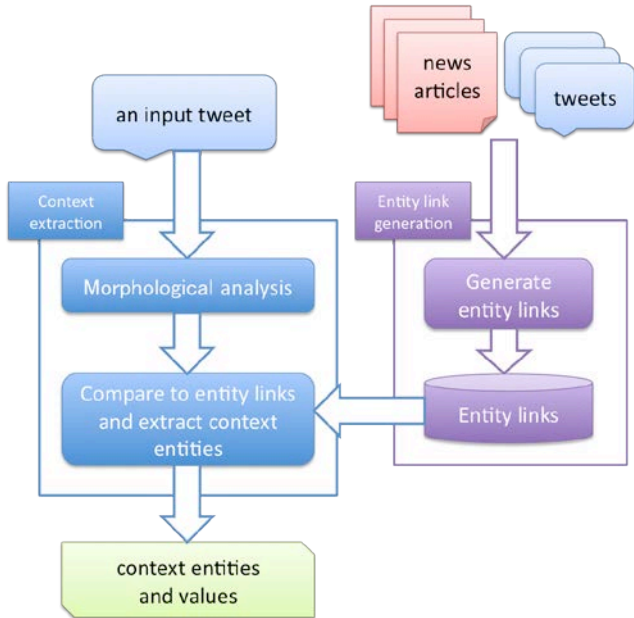 news
articles
tweets
an input tweet
Context
extraction
Entity link
generation
Morphological analysis
Generate
entity links
Compare to entity links
and extract context
entities
Entity links
context entities
and values